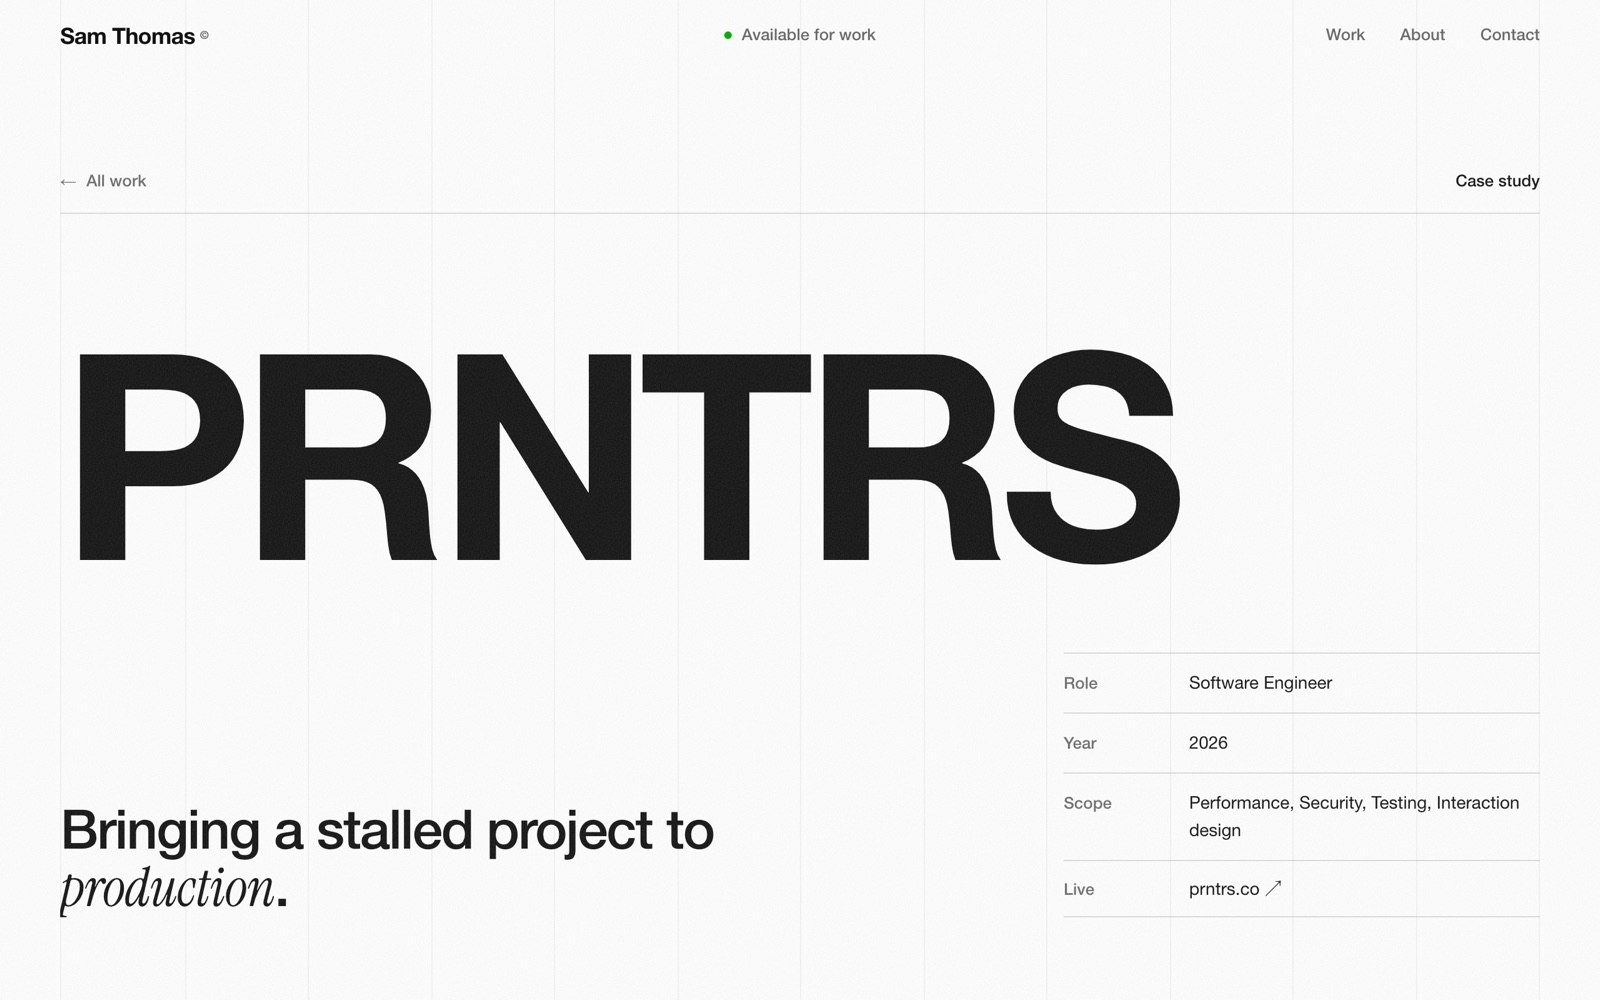 Sam Thomas ©
Available for work
Work
About
Contact
← All work
Case study
PRNTRS
Role
Software Engineer
Year
2026
Scope
Performance, Security, Testing, Interaction
design
Live
prntrs.co ↗
Bringing a stalled project to
production.